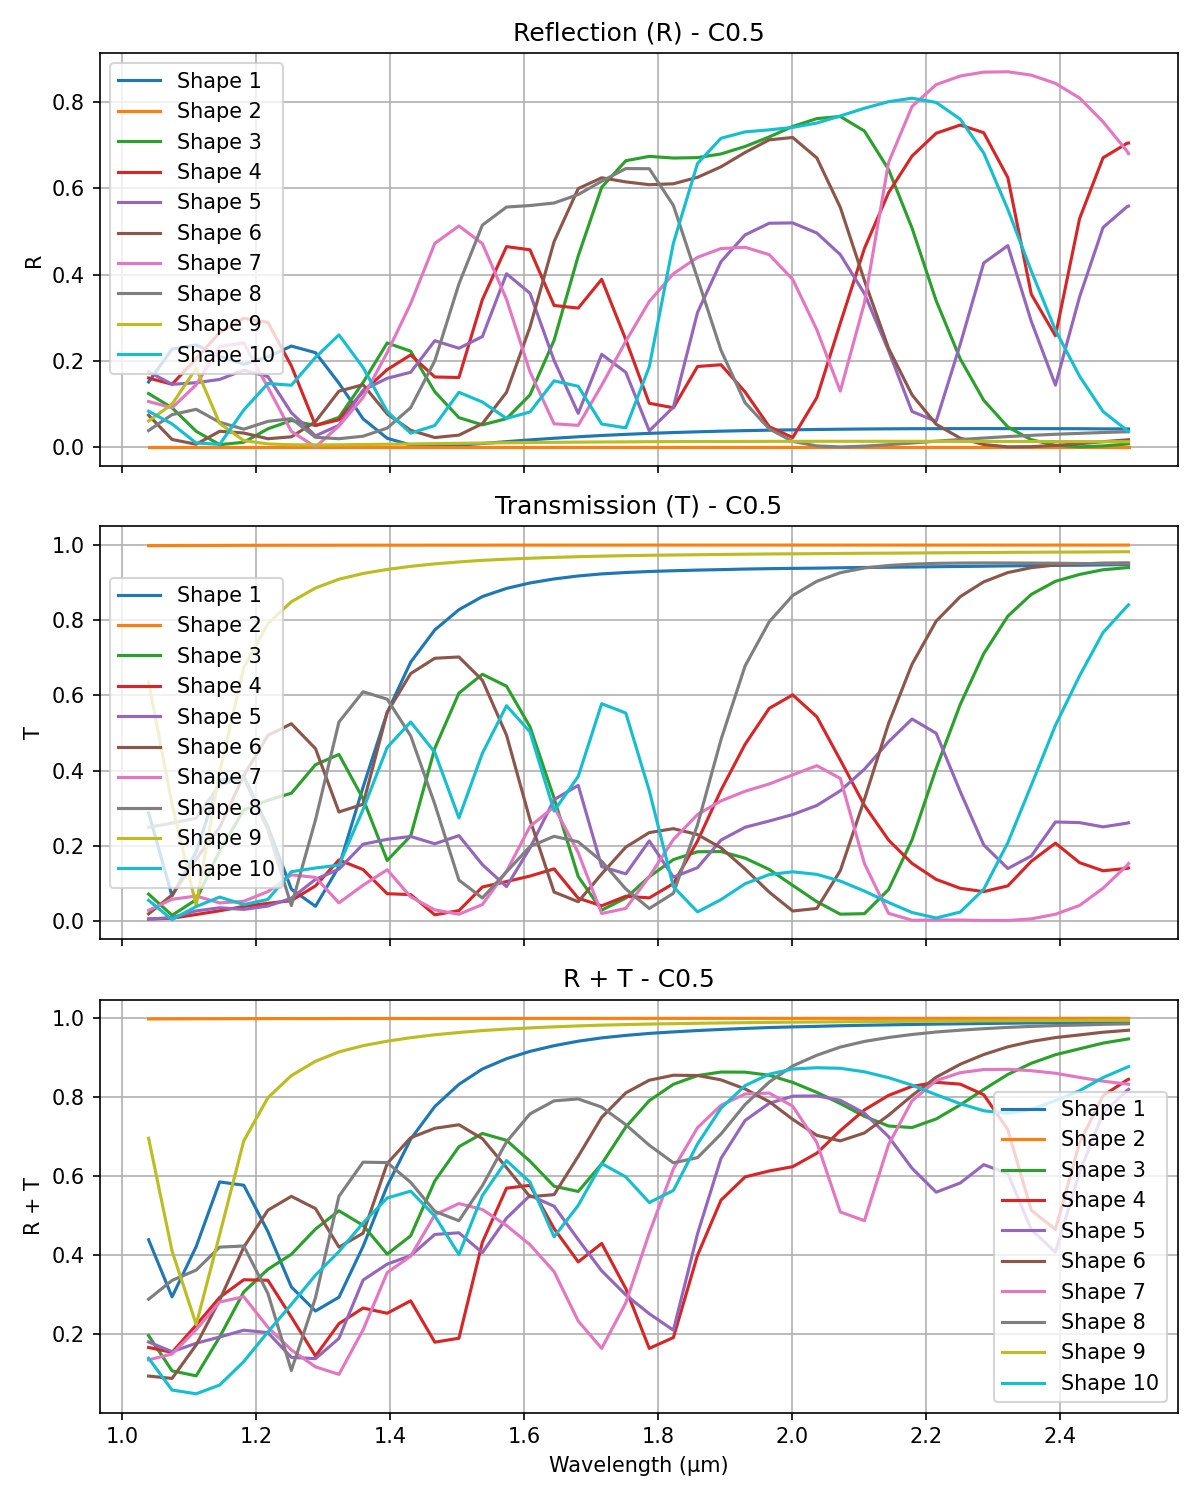 Reflection (R) - C0.5
R
0.8
0.6
0.4
0.2
0.0
Shape 1
Shape 2
Shape 3
Shape 4
Shape 5
Shape 6
Shape 7
Shape 8
Shape 9
Shape 10
Transmission (T) - C0.5
T
1.0
0.8
0.6
0.4
0.2
0.0
Shape 1
Shape 2
Shape 3
Shape 4
Shape 5
Shape 6
Shape 7
Shape 8
Shape 9
Shape 10
R + T - C0.5
R + T
1.0
0.8
0.6
0.4
0.2
Shape 1
Shape 2
Shape 3
Shape 4
Shape 5
Shape 6
Shape 7
Shape 8
Shape 9
Shape 10
1.0 1.2 1.4 1.6 1.8 2.0 2.2 2.4
Wavelength (μm)